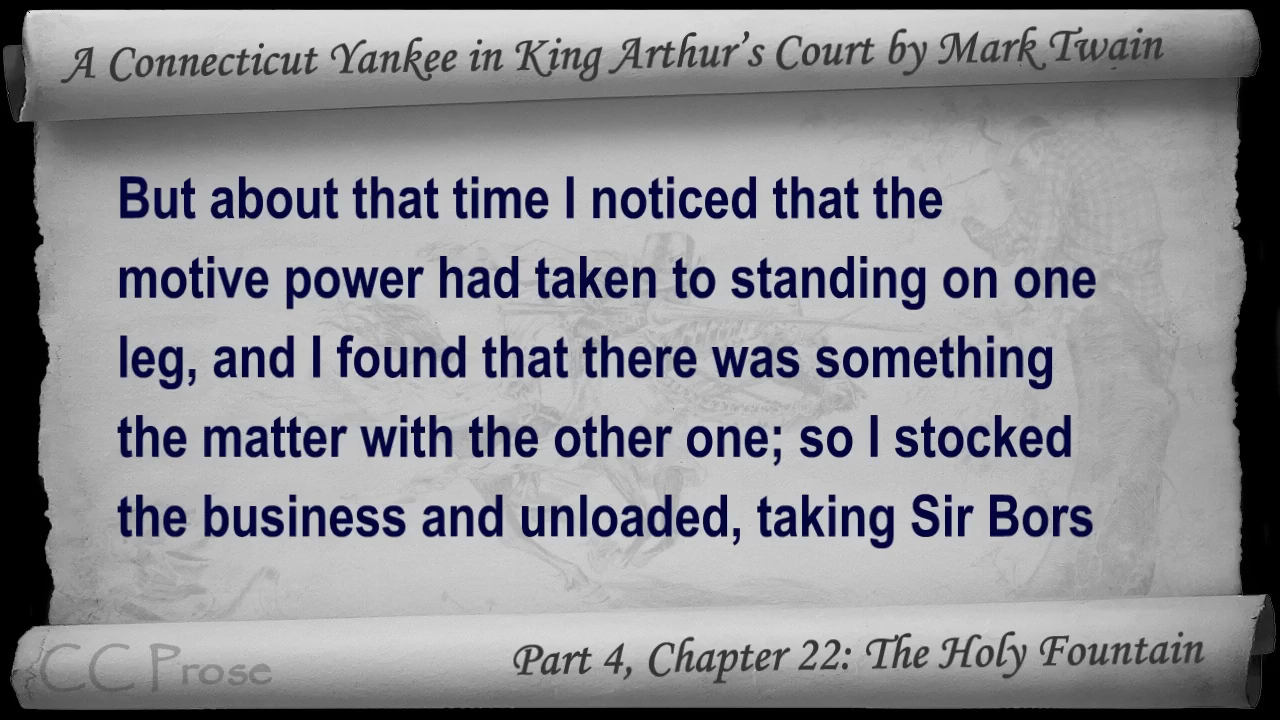 A Connecticut Yankee in King Arthur's Court by Mark Twain
But about that time I noticed that the
motive power had taken to standing on one
leg, and I found that there was something
the matter with the other one; so I stocked
the business and unloaded, taking Sir Bors
CC Prose
Part 4, Chapter 22: The Holy Fountain